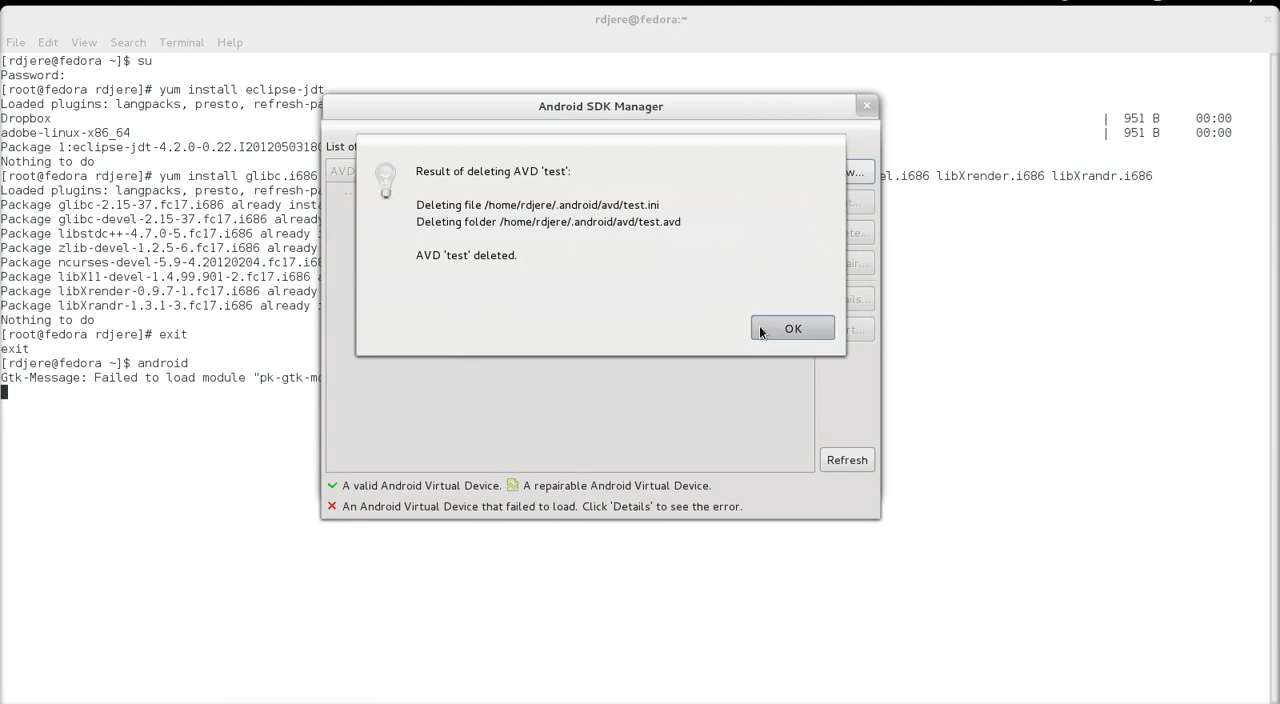 rdjere@fedora:~
File Edit View Search Terminal Help
[rdjere@fedora ~]$ su
Password:
[root@fedora rdjere]# yum install eclipse-jdt
Loaded plugins: langpacks, presto, refresh-pa
Dropbox | 951 B 00:00
adobe-linux-x86_64 | 951 B 00:00
Package 1:eclipse-jdt-4.2.0-0.22.I2012050318
Nothing to do
[root@fedora rdjere]# yum install glibc.i686 el.i686 libXrender.i686 libXrandr.i686
Loaded plugins: langpacks, presto, refresh-pa
Package glibc-2.15-37.fc17.i686 already insta
Package glibc-devel-2.15-37.fc17.i686 already
Package libstdc++-4.7.0-5.fc17.i686 already
Package zlib-devel-1.2.5-6.fc17.i686 already
Package ncurses-devel-5.9-4.20120204.fc17.i6
Package libX11-devel-1.4.99.901-2.fc17.i686
Package libXrender-0.9.7-1.fc17.i686 already
Package libXrandr-1.3.1-3.fc17.i686 already
Nothing to do
[root@fedora rdjere]# exit
exit
[rdjere@fedora ~]$ android
Gtk-Message: Failed to load module "pk-gtk-mo
Android SDK Manager
List of
AVD
w...
t...
te...
air...
ails...
rt...
Result of deleting AVD 'test':
Deleting file /home/rdjere/.android/avd/test.ini
Deleting folder /home/rdjere/.android/avd/test.avd
AVD 'test' deleted.
OK
Refresh
A valid Android Virtual Device. A repairable Android Virtual Device.
An Android Virtual Device that failed to load. Click 'Details' to see the error.